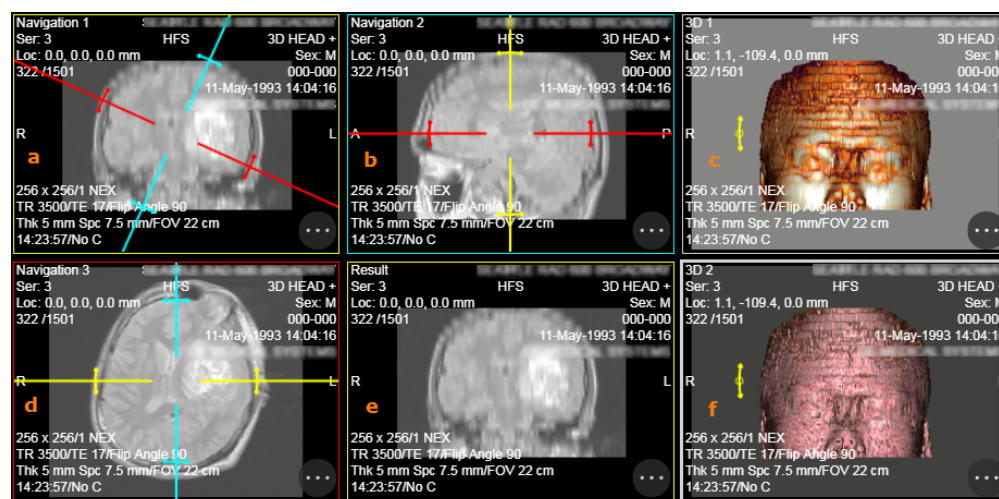 Navigation 1
Ser: 3 HFS 3D HEAD +
Loc: 0.0, 0.0, 0.0 mm Sex: M
322 /1501 000-000
11-May-1993 14:04:16
R a L
256 x 256/1 NEX
TR 3500/TE 17/Flip Angle 90
Thk 5 mm Spc 7.5 mm/FOV 22 cm
14:23:57/No C
Navigation 2
Ser: 3 HFS 3D HEAD +
Loc: 0.0, 0.0, 0.0 mm Sex: M
322 /1501 000-000
11-May-1993 14:04:16
A b P
256 x 256/1 NEX
TR 3500/TE 17/Flip Angle 90
Thk 5 mm Spc 7.5 mm/FOV 22 cm
14:23:57/No C
3D 1
Ser: 3 HFS 3D HEAD +
Loc: 1.1, -109.4, 0.0 mm Sex: M
322 /1501 000-000
11-May-1993 14:04:16
R c L
256 x 256/1 NEX
TR 3500/TE 17/Flip Angle 90
Thk 5 mm Spc 7.5 mm/FOV 22 cm
14:23:57/No C
Navigation 3
Ser: 3 HFS 3D HEAD +
Loc: 0.0, 0.0, 0.0 mm Sex: M
322 /1501 000-000
11-May-1993 14:04:16
R d L
256 x 256/1 NEX
TR 3500/TE 17/Flip Angle 90
Thk 5 mm Spc 7.5 mm/FOV 22 cm
14:23:57/No C
Result
Ser: 3 HFS 3D HEAD +
Loc: 0.0, 0.0, 0.0 mm Sex: M
322 /1501 000-000
11-May-1993 14:04:16
R e L
256 x 256/1 NEX
TR 3500/TE 17/Flip Angle 90
Thk 5 mm Spc 7.5 mm/FOV 22 cm
14:23:57/No C
3D 2
Ser: 3 HFS 3D HEAD +
Loc: 1.1, -109.4, 0.0 mm Sex: M
322 /1501 000-000
11-May-1993 14:04:16
R f L
256 x 256/1 NEX
TR 3500/TE 17/Flip Angle 90
Thk 5 mm Spc 7.5 mm/FOV 22 cm
14:23:57/No C